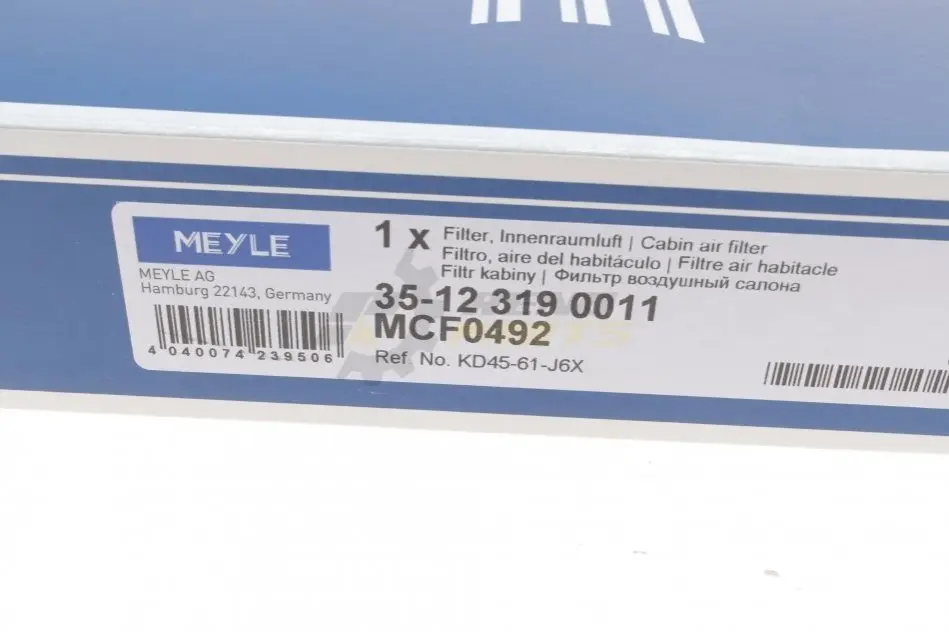 MEYLE
MEYLE AG
Hamburg 22143, Germany
4 040074 239506
1 x Filter, Innenraumluft | Cabin air filter
Filtro, aire del habitáculo | Filtre air habitacle
Filtr kabiny | Фильтр воздушный салона
35-12 319 0011
MCF0492
Ref. No. KD45-61-J6X